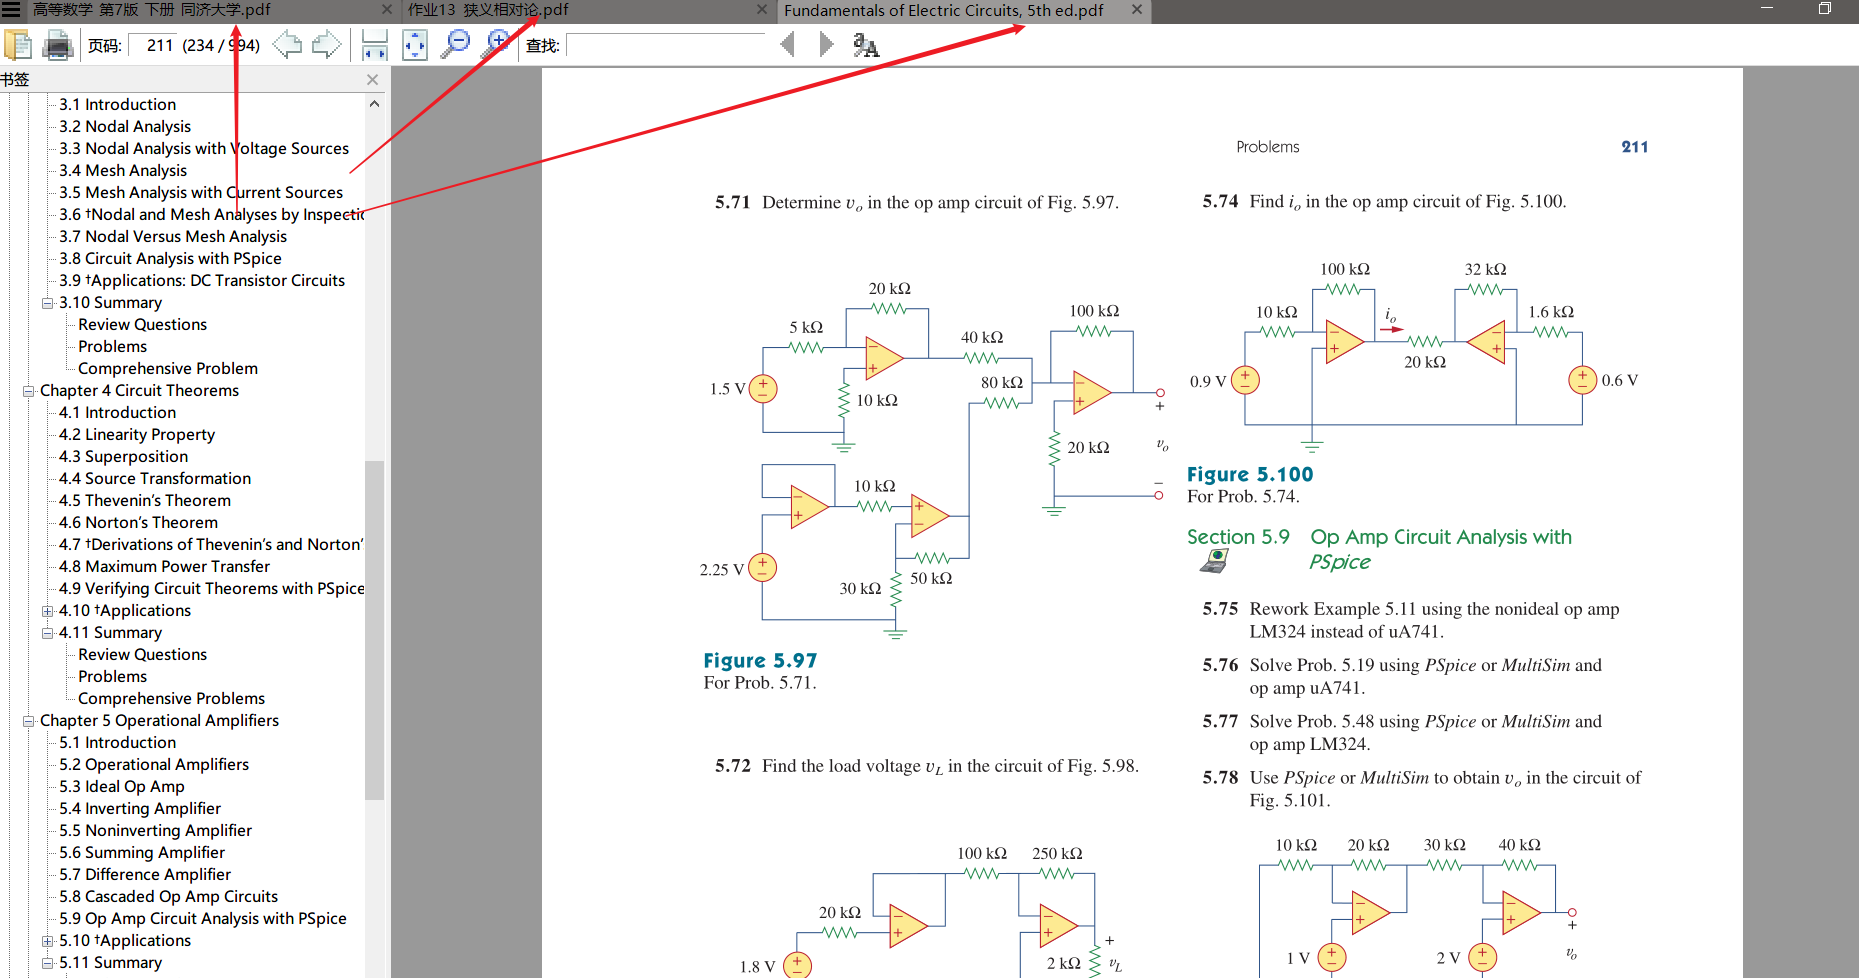 高等数学 第7版 下册 同济大学.pdf
作业13 狭义相对论.pdf
Fundamentals of Electric Circuits, 5th ed.pdf
页码: 211 (234 / 994)
查找:
书签
3.1 Introduction
3.2 Nodal Analysis
3.3 Nodal Analysis with Voltage Sources
3.4 Mesh Analysis
3.5 Mesh Analysis with Current Sources
3.6 †Nodal and Mesh Analyses by Inspectio
3.7 Nodal Versus Mesh Analysis
3.8 Circuit Analysis with PSpice
3.9 †Applications: DC Transistor Circuits
3.10 Summary
Review Questions
Problems
Comprehensive Problem
Chapter 4 Circuit Theorems
4.1 Introduction
4.2 Linearity Property
4.3 Superposition
4.4 Source Transformation
4.5 Thevenin’s Theorem
4.6 Norton’s Theorem
4.7 †Derivations of Thevenin’s and Norton’
4.8 Maximum Power Transfer
4.9 Verifying Circuit Theorems with PSpice
4.10 †Applications
4.11 Summary
Review Questions
Problems
Comprehensive Problems
Chapter 5 Operational Amplifiers
5.1 Introduction
5.2 Operational Amplifiers
5.3 Ideal Op Amp
5.4 Inverting Amplifier
5.5 Noninverting Amplifier
5.6 Summing Amplifier
5.7 Difference Amplifier
5.8 Cascaded Op Amp Circuits
5.9 Op Amp Circuit Analysis with PSpice
5.10 †Applications
5.11 Summary
Problems 211
5.71 Determine vo in the op amp circuit of Fig. 5.97.
20 kΩ
5 kΩ
100 kΩ
40 kΩ
80 kΩ
1.5 V
+
−
−
+
10 kΩ
−
+
+
20 kΩ
vo
−
10 kΩ
−
+
+
−
2.25 V
+
−
50 kΩ
30 kΩ
Figure 5.97
For Prob. 5.71.
5.72 Find the load voltage vL in the circuit of Fig. 5.98.
100 kΩ 250 kΩ
20 kΩ
−
+
−
+
+
1.8 V
+
2 kΩ
vL
5.74 Find io in the op amp circuit of Fig. 5.100.
100 kΩ 32 kΩ
10 kΩ io 1.6 kΩ
−
+
−
+
20 kΩ
0.9 V
+
−
+
−
0.6 V
Figure 5.100
For Prob. 5.74.
Section 5.9 Op Amp Circuit Analysis with
PSpice
5.75 Rework Example 5.11 using the nonideal op amp
LM324 instead of uA741.
5.76 Solve Prob. 5.19 using PSpice or MultiSim and
op amp uA741.
5.77 Solve Prob. 5.48 using PSpice or MultiSim and
op amp LM324.
5.78 Use PSpice or MultiSim to obtain vo in the circuit of
Fig. 5.101.
10 kΩ 20 kΩ 30 kΩ 40 kΩ
−
+
−
+
+
1 V
+
−
2 V
+
−
vo